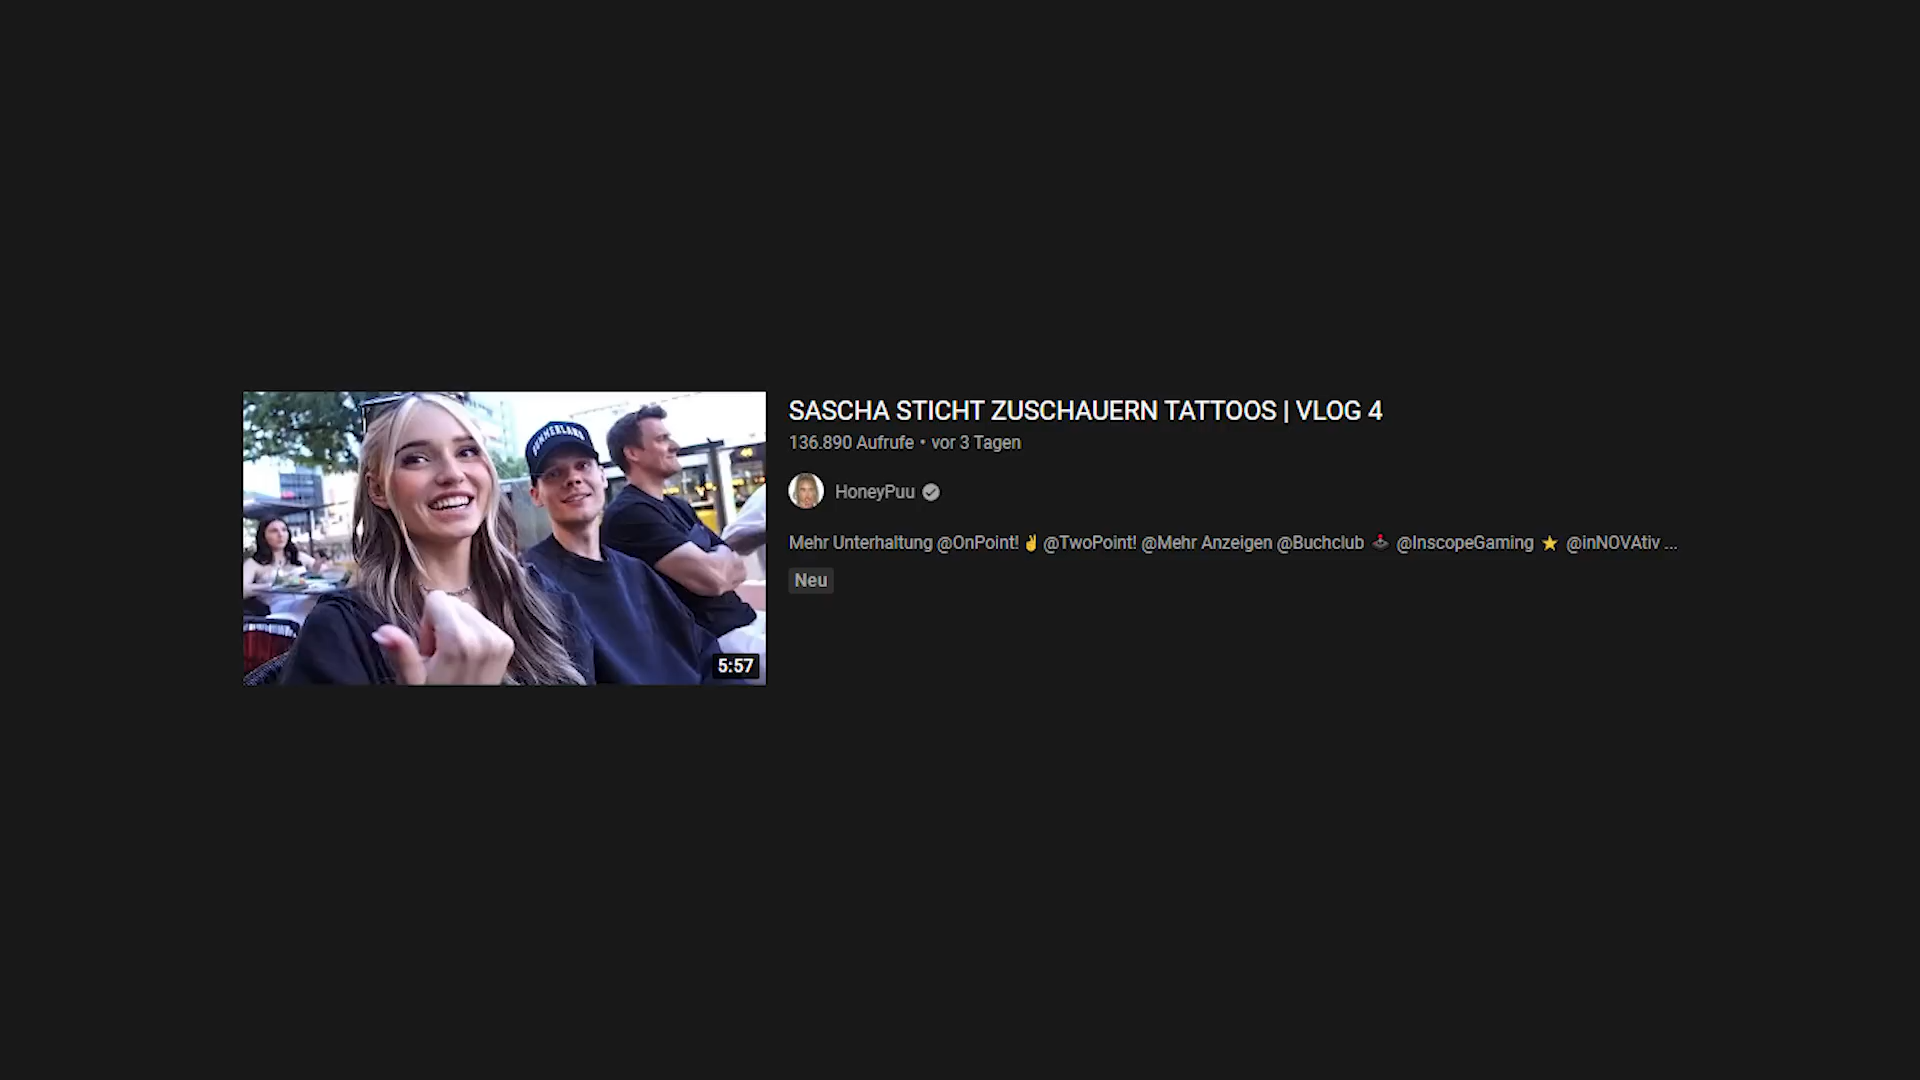 SUMMERLAND
5:57
SASCHA STICHT ZUSCHAUERN TATTOOS | VLOG 4
136.890 Aufrufe • vor 3 Tagen
HoneyPuu
Mehr Unterhaltung @OnPoint! ✌ @TwoPoint! @Mehr Anzeigen @Buchclub 🕹 @InscopeGaming ⭐ @inNOVAtiv ...
Neu